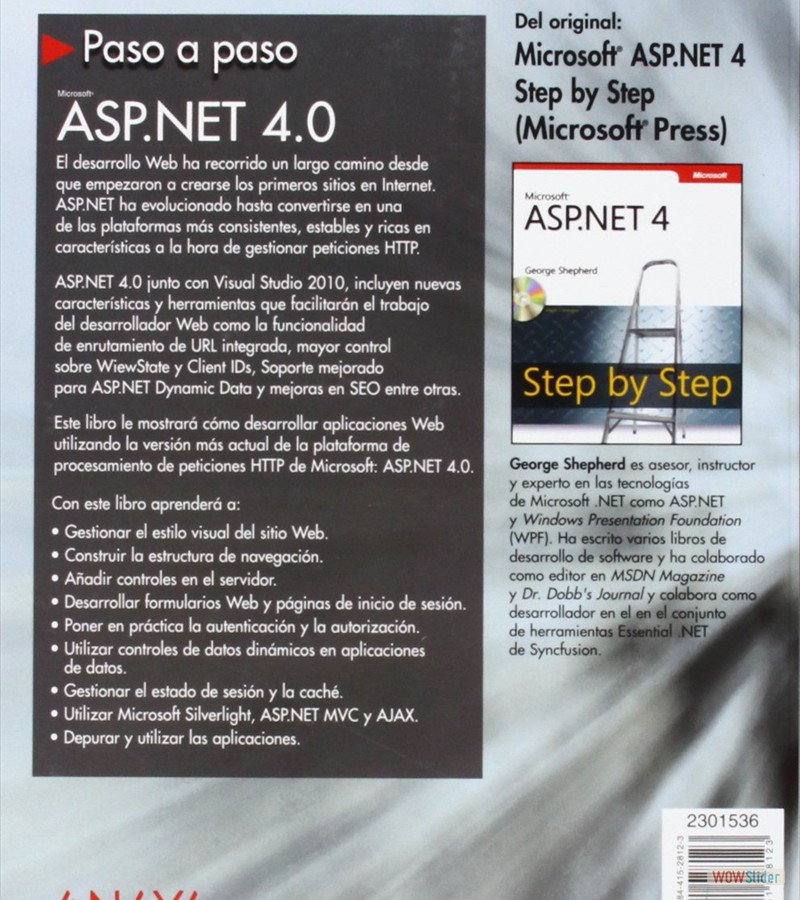 Paso a paso
Microsoft®
ASP.NET 4.0
El desarrollo Web ha recorrido un largo camino desde
que empezaron a crearse los primeros sitios en Internet.
ASP.NET ha evolucionado hasta convertirse en una
de las plataformas más consistentes, estables y ricas en
características a la hora de gestionar peticiones HTTP.
ASP.NET 4.0 junto con Visual Studio 2010, incluyen nuevas
características y herramientas que facilitarán el trabajo
del desarrollador Web como la funcionalidad
de enrutamiento de URL integrada, mayor control
sobre WiewState y Client IDs, Soporte mejorado
para ASP.NET Dynamic Data y mejoras en SEO entre otras.
Este libro le mostrará cómo desarrollar aplicaciones Web
utilizando la versión más actual de la plataforma de
procesamiento de peticiones HTTP de Microsoft: ASP.NET 4.0.
Con este libro aprenderá a:
• Gestionar el estilo visual del sitio Web.
• Construir la estructura de navegación.
• Añadir controles en el servidor.
• Desarrollar formularios Web y páginas de inicio de sesión.
• Poner en práctica la autenticación y la autorización.
• Utilizar controles de datos dinámicos en aplicaciones
de datos.
• Gestionar el estado de sesión y la caché.
• Utilizar Microsoft Silverlight, ASP.NET MVC y AJAX.
• Depurar y utilizar las aplicaciones.
Del original:
Microsoft® ASP.NET 4
Step by Step
(Microsoft® Press)
Microsoft
Microsoft®
ASP.NET 4
George Shepherd
Step by Step
George Shepherd es asesor, instructor
y experto en las tecnologías
de Microsoft .NET como ASP.NET
y Windows Presentation Foundation
(WPF). Ha escrito varios libros de
desarrollo de software y ha colaborado
como editor en MSDN Magazine
y Dr. Dobb's Journal y colabora como
desarrollador en el en el conjunto
de herramientas Essential .NET
de Syncfusion.
2301536
84-415-2812-3
WOWSlider